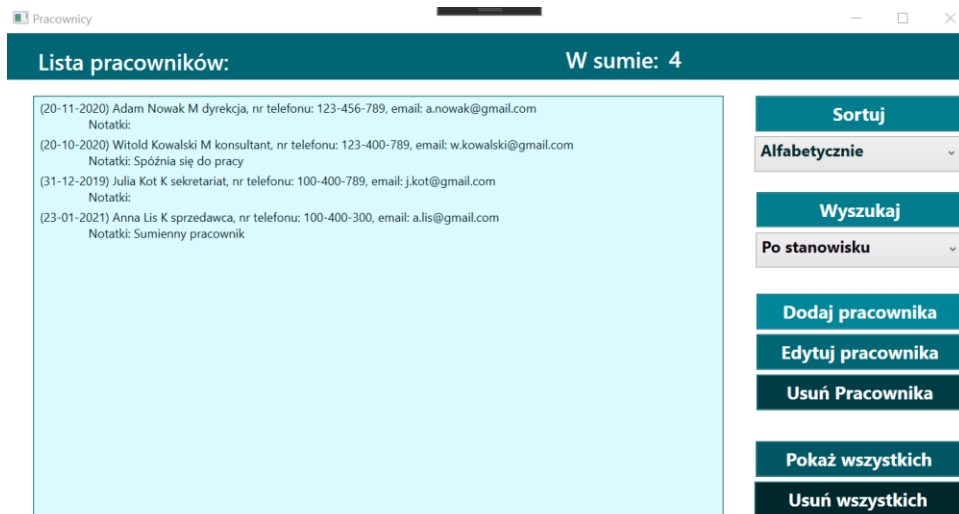 Pracownicy
Lista pracowników:
W sumie: 4
(20-11-2020) Adam Nowak M dyrekcja, nr telefonu: 123-456-789, email: a.nowak@gmail.com
Notatki:
(20-10-2020) Witold Kowalski M konsultant, nr telefonu: 123-400-789, email: w.kowalski@gmail.com
Notatki: Spóźnia się do pracy
(31-12-2019) Julia Kot K sekretariat, nr telefonu: 100-400-789, email: j.kot@gmail.com
Notatki:
(23-01-2021) Anna Lis K sprzedawca, nr telefonu: 100-400-300, email: a.lis@gmail.com
Notatki: Sumienny pracownik
Sortuj
Alfabetycznie
Wyszukaj
Po stanowisku
Dodaj pracownika
Edytuj pracownika
Usuń Pracownika
Pokaż wszystkich
Usuń wszystkich